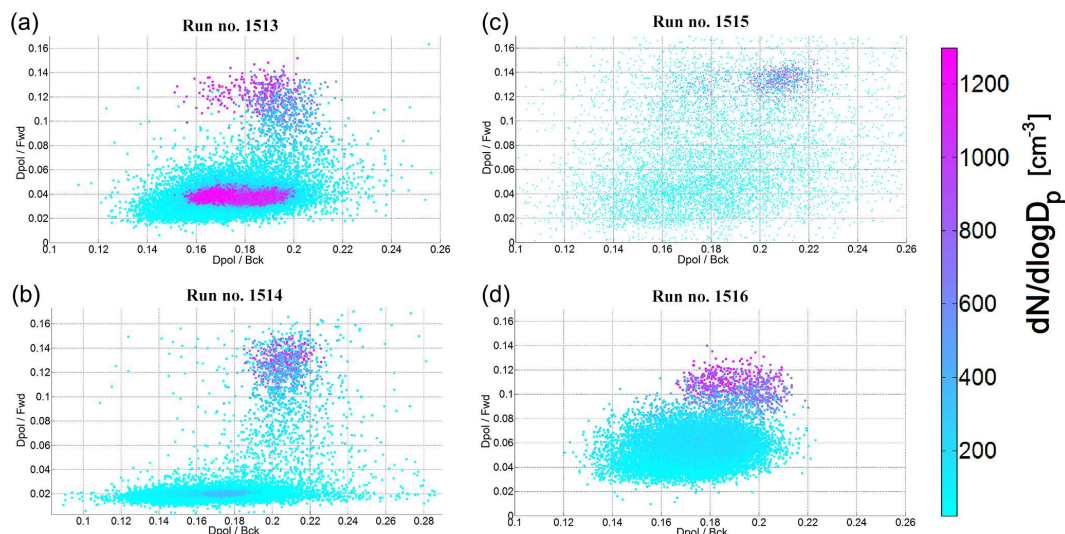 (a)
Run no. 1513
0.16
0.14
0.12
0.1
0.08
0.06
0.04
0.02
0
Dpol / Fwd
0.1 0.12 0.14 0.16 0.18 0.2 0.22 0.24 0.26
Dpol / Bck
(c)
Run no. 1515
0.16
0.14
0.12
0.1
0.08
0.06
0.04
0.02
0
Dpol / Fwd
0.1 0.12 0.14 0.16 0.18 0.2 0.22 0.24 0.26
Dpol / Bck
(b)
Run no. 1514
0.16
0.14
0.12
0.1
0.08
0.06
0.04
0.02
Dpol / Fwd
0.1 0.12 0.14 0.16 0.18 0.2 0.22 0.24 0.26 0.28
Dpol / Bck
(d)
Run no. 1516
0.16
0.14
0.12
0.1
0.08
0.06
0.04
0.02
0
Dpol / Fwd
0.1 0.12 0.14 0.16 0.18 0.2 0.22 0.24 0.26
Dpol / Bck
1200
1000
800
600
400
200
dN/dlogD_p [cm⁻³]